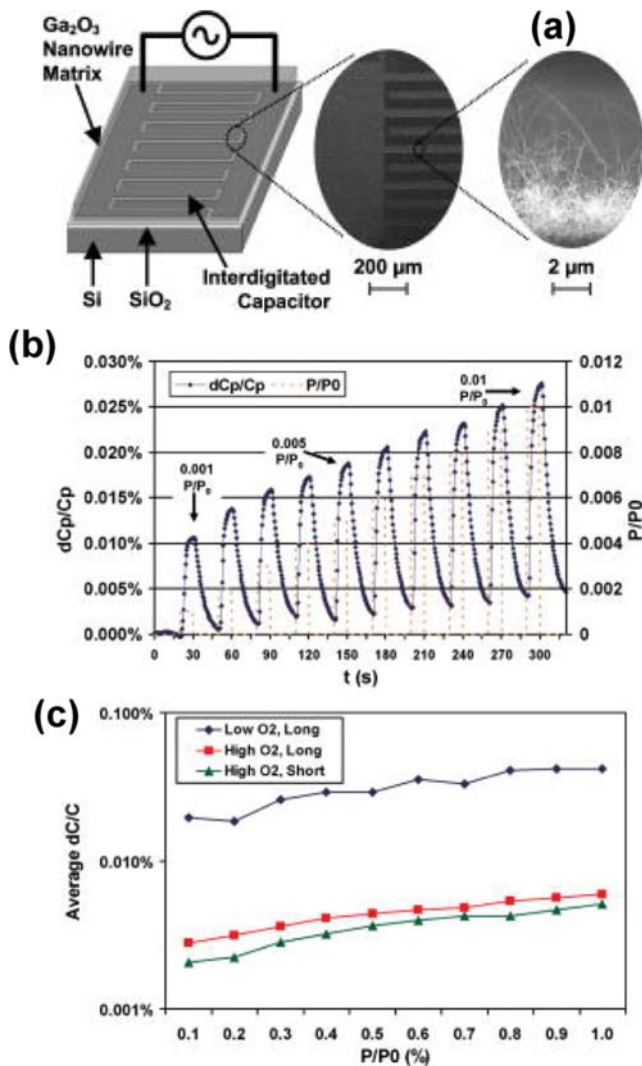 Ga₂O₃
Nanowire
Matrix
(a)
200 µm
2 µm
Interdigitated
Capacitor
Si
SiO₂
(b)
0.030%
0.025%
0.020%
0.015%
0.010%
0.005%
0.000%
dCp/Cp
dCp/Cp
P/P0
0.001
P/P₀
0.005
P/P₀
0.01
P/P₀
0.012
0.01
0.008
0.006
0.004
0.002
0
P/P0
0 30 60 90 120 150 180 210 240 270 300
t (s)
(c)
0.100%
0.010%
0.001%
Average dC/C
Low O2, Long
High O2, Long
High O2, Short
0.1 0.2 0.3 0.4 0.5 0.6 0.7 0.8 0.9 1.0
P/P0 (%)